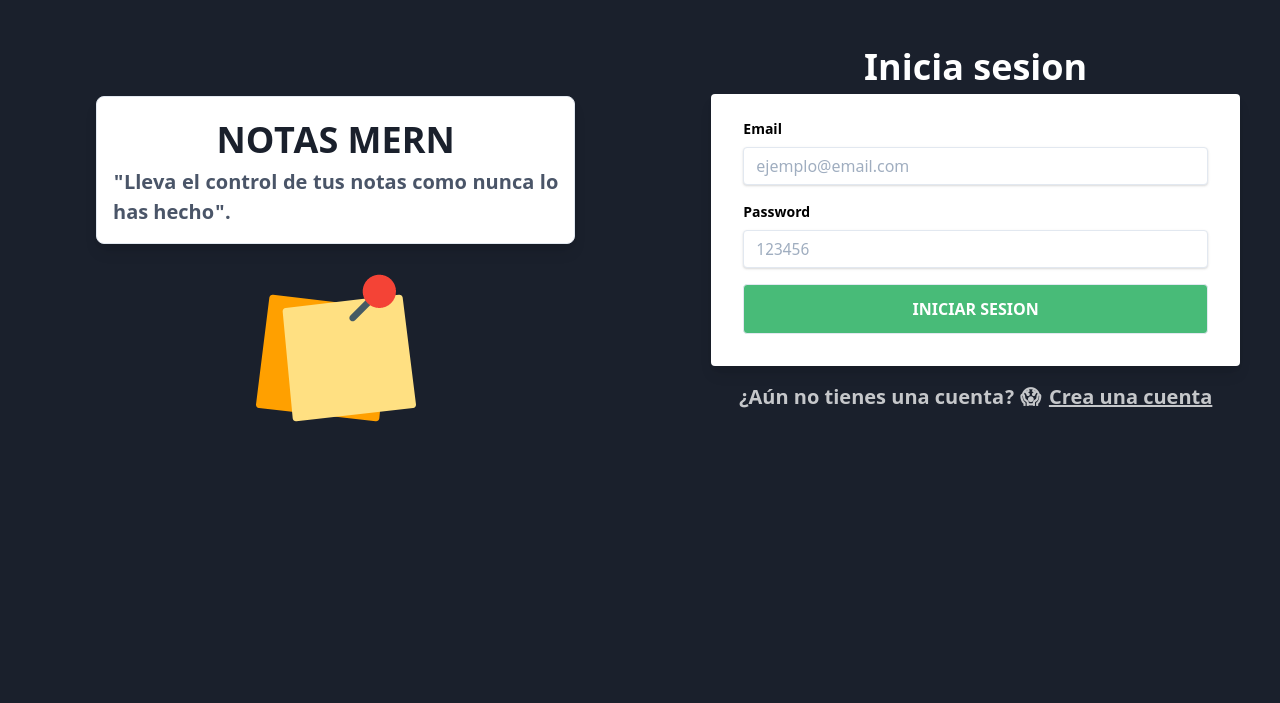 NOTAS MERN
"Lleva el control de tus notas como nunca lo
has hecho".
Inicia sesion
Email
ejemplo@email.com
Password
123456
INICIAR SESION
¿Aún no tienes una cuenta? 😱 Crea una cuenta